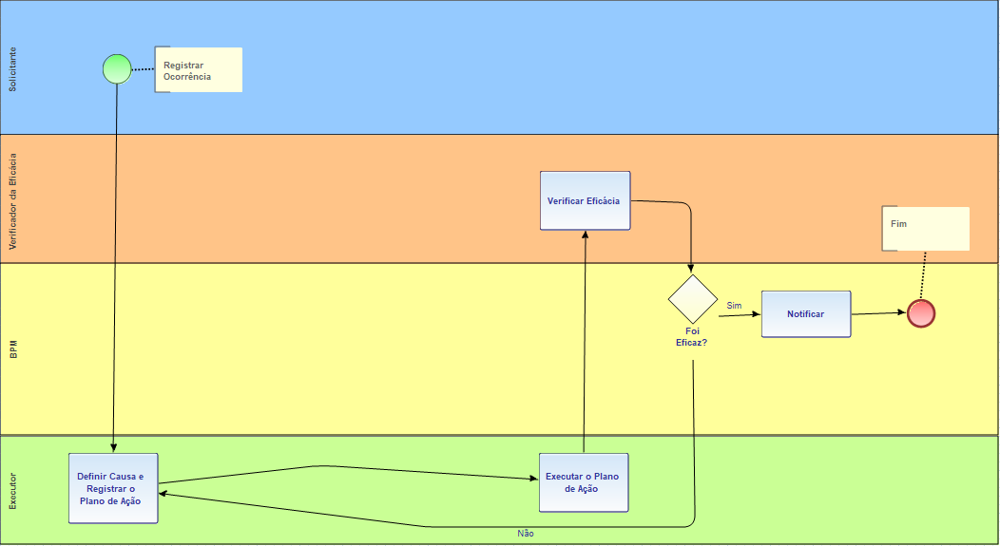 Solicitante
Registrar
Ocorrência
Verificador da Eficácia
Verificar Eficácia
Fim
BPM
Foi
Eficaz?
Sim
Notificar
Executor
Definir Causa e
Registrar o
Plano de Ação
Executar o Plano
de Ação
Não